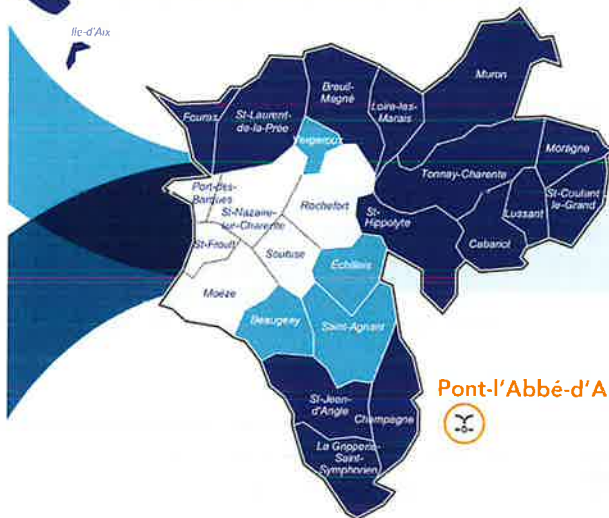 Ile-d'Aix
Muron
Breuil-
Magné
Loire-les-
Marais
Fouras
St-Laurent-
de-la-Prée
Vergeroux
Moragne
Tonnay-Charente
St-Coutant
le-Grand
Lussant
Port-des-
Barques
St-Nazaire-
sur-Charente
Rochefort
St-
Hippolyte
Cabariot
St-Froult
Soubise
Echillais
Moëze
Beaugeay
Saint-Agnant
Pont-l'Abbé-d'A
St-Jean-
d'Angle
Champagne
La Gripperie-
Saint-
Symphorien